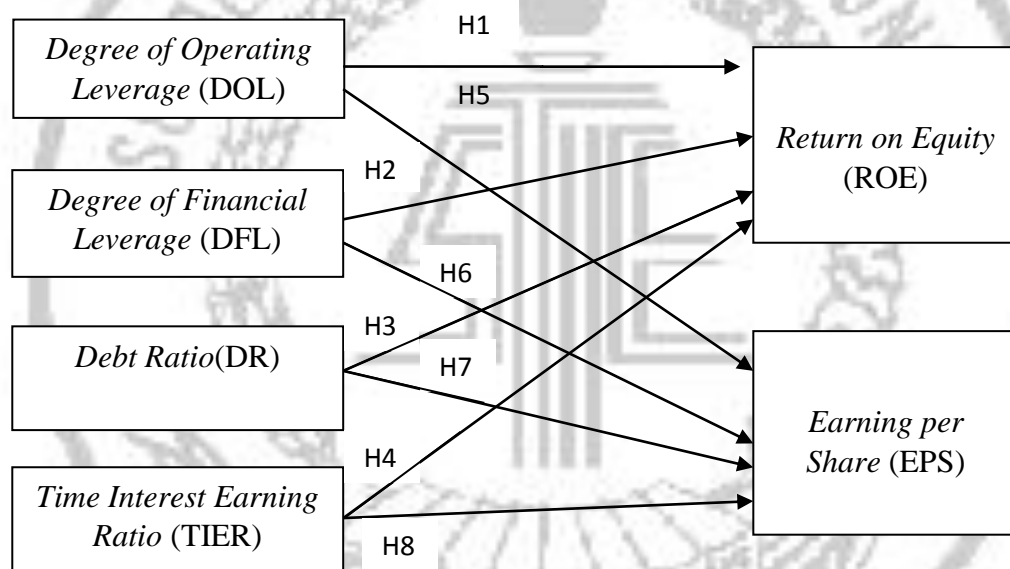 H1
Degree of Operating
Leverage (DOL)
H5
Return on Equity
(ROE)
H2
Degree of Financial
Leverage (DFL)
H6
H3
Debt Ratio(DR)
H7
Earning per
Share (EPS)
H4
Time Interest Earning
Ratio (TIER)
H8